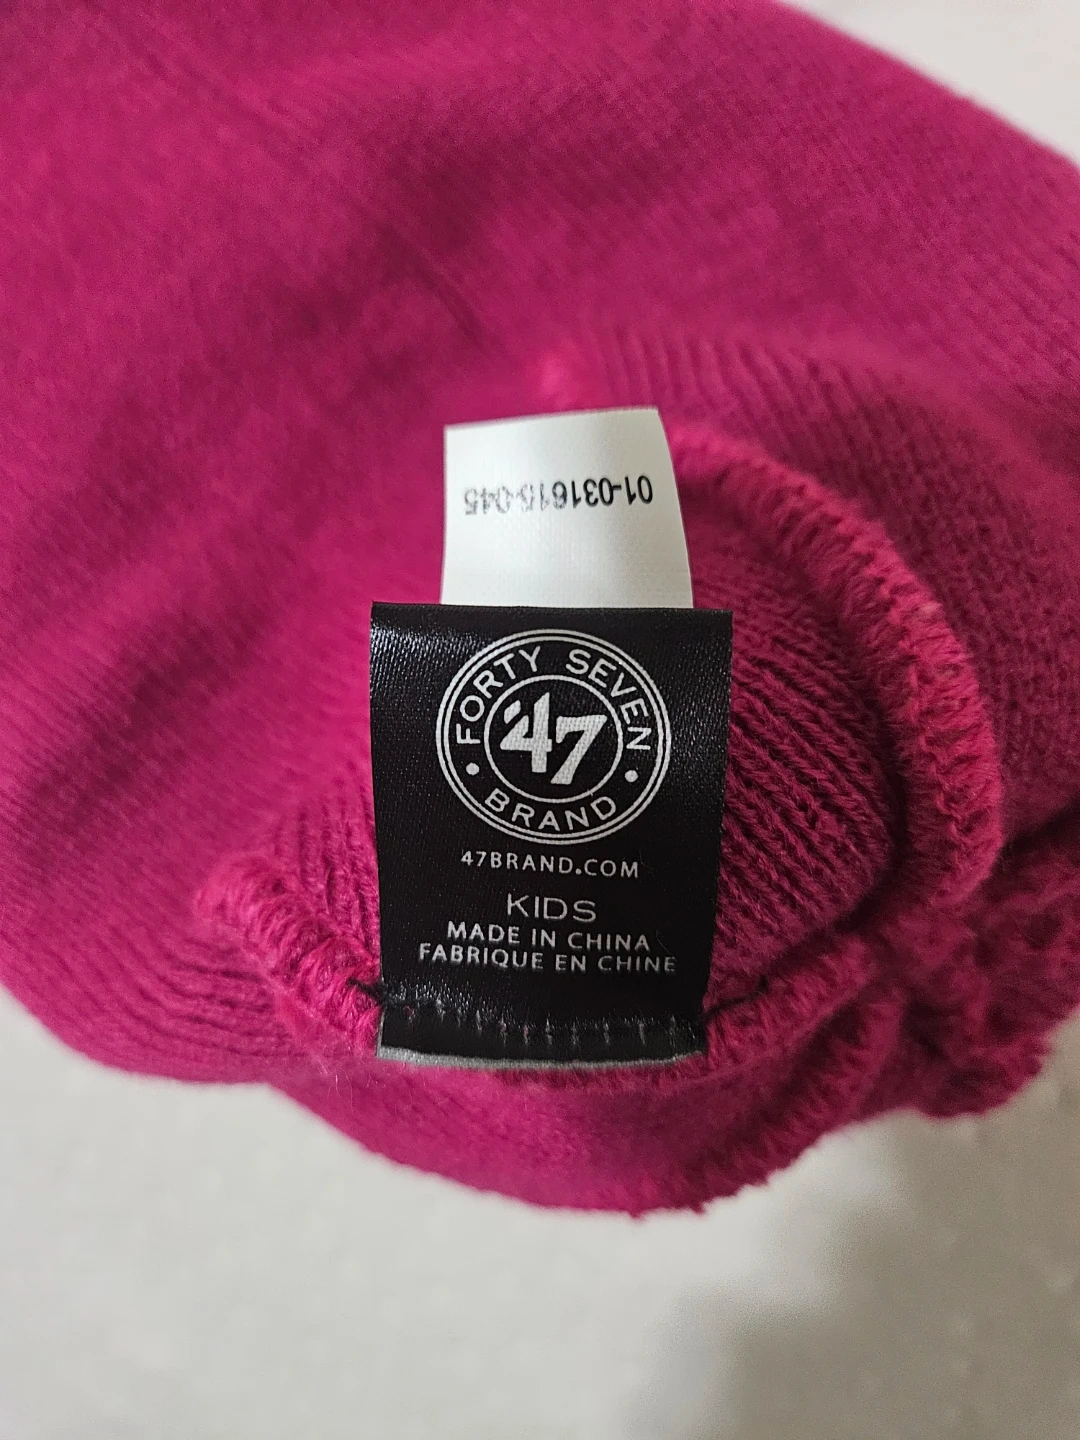 01-031615-045
FORTY SEVEN
'47
BRAND
47BRAND.COM
KIDS
MADE IN CHINA
FABRIQUE EN CHINE